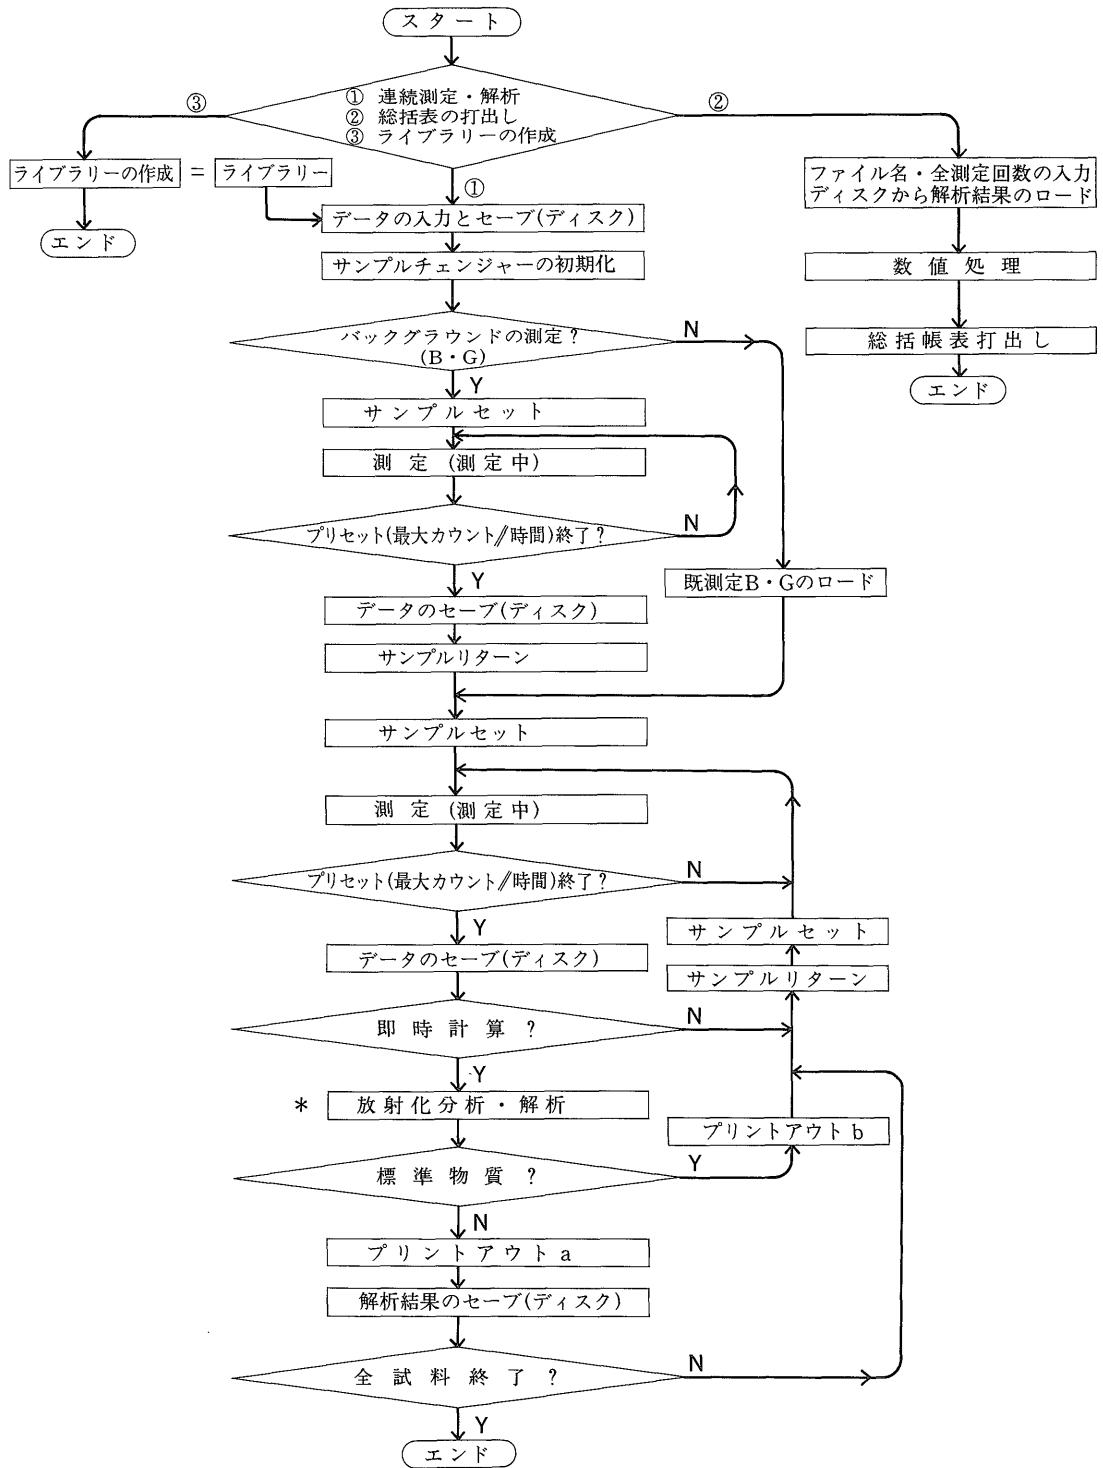 スタート
① 連続測定・解析
② 総括表の打出し
③ ライブラリーの作成
③
②
①
ライブラリーの作成 = ライブラリー
エンド
データの入力とセーブ(ディスク)
サンプルチェンジャーの初期化
ファイル名・全測定回数の入力
ディスクから解析結果のロード
数値処理
総括帳表打出し
エンド
バックグラウンドの測定?
(B・G)
N
Y
サンプルセット
測定(測定中)
プリセット(最大カウント//時間)終了?
N
Y
既測定B・Gのロード
データのセーブ(ディスク)
サンプルリターン
サンプルセット
測定(測定中)
プリセット(最大カウント//時間)終了?
N
Y
サンプルセット
データのセーブ(ディスク)
サンプルリターン
即時計算?
N
Y
* 放射化分析・解析
プリントアウトb
標準物質?
Y
N
プリントアウトa
解析結果のセーブ(ディスク)
全試料終了?
N
Y
エンド